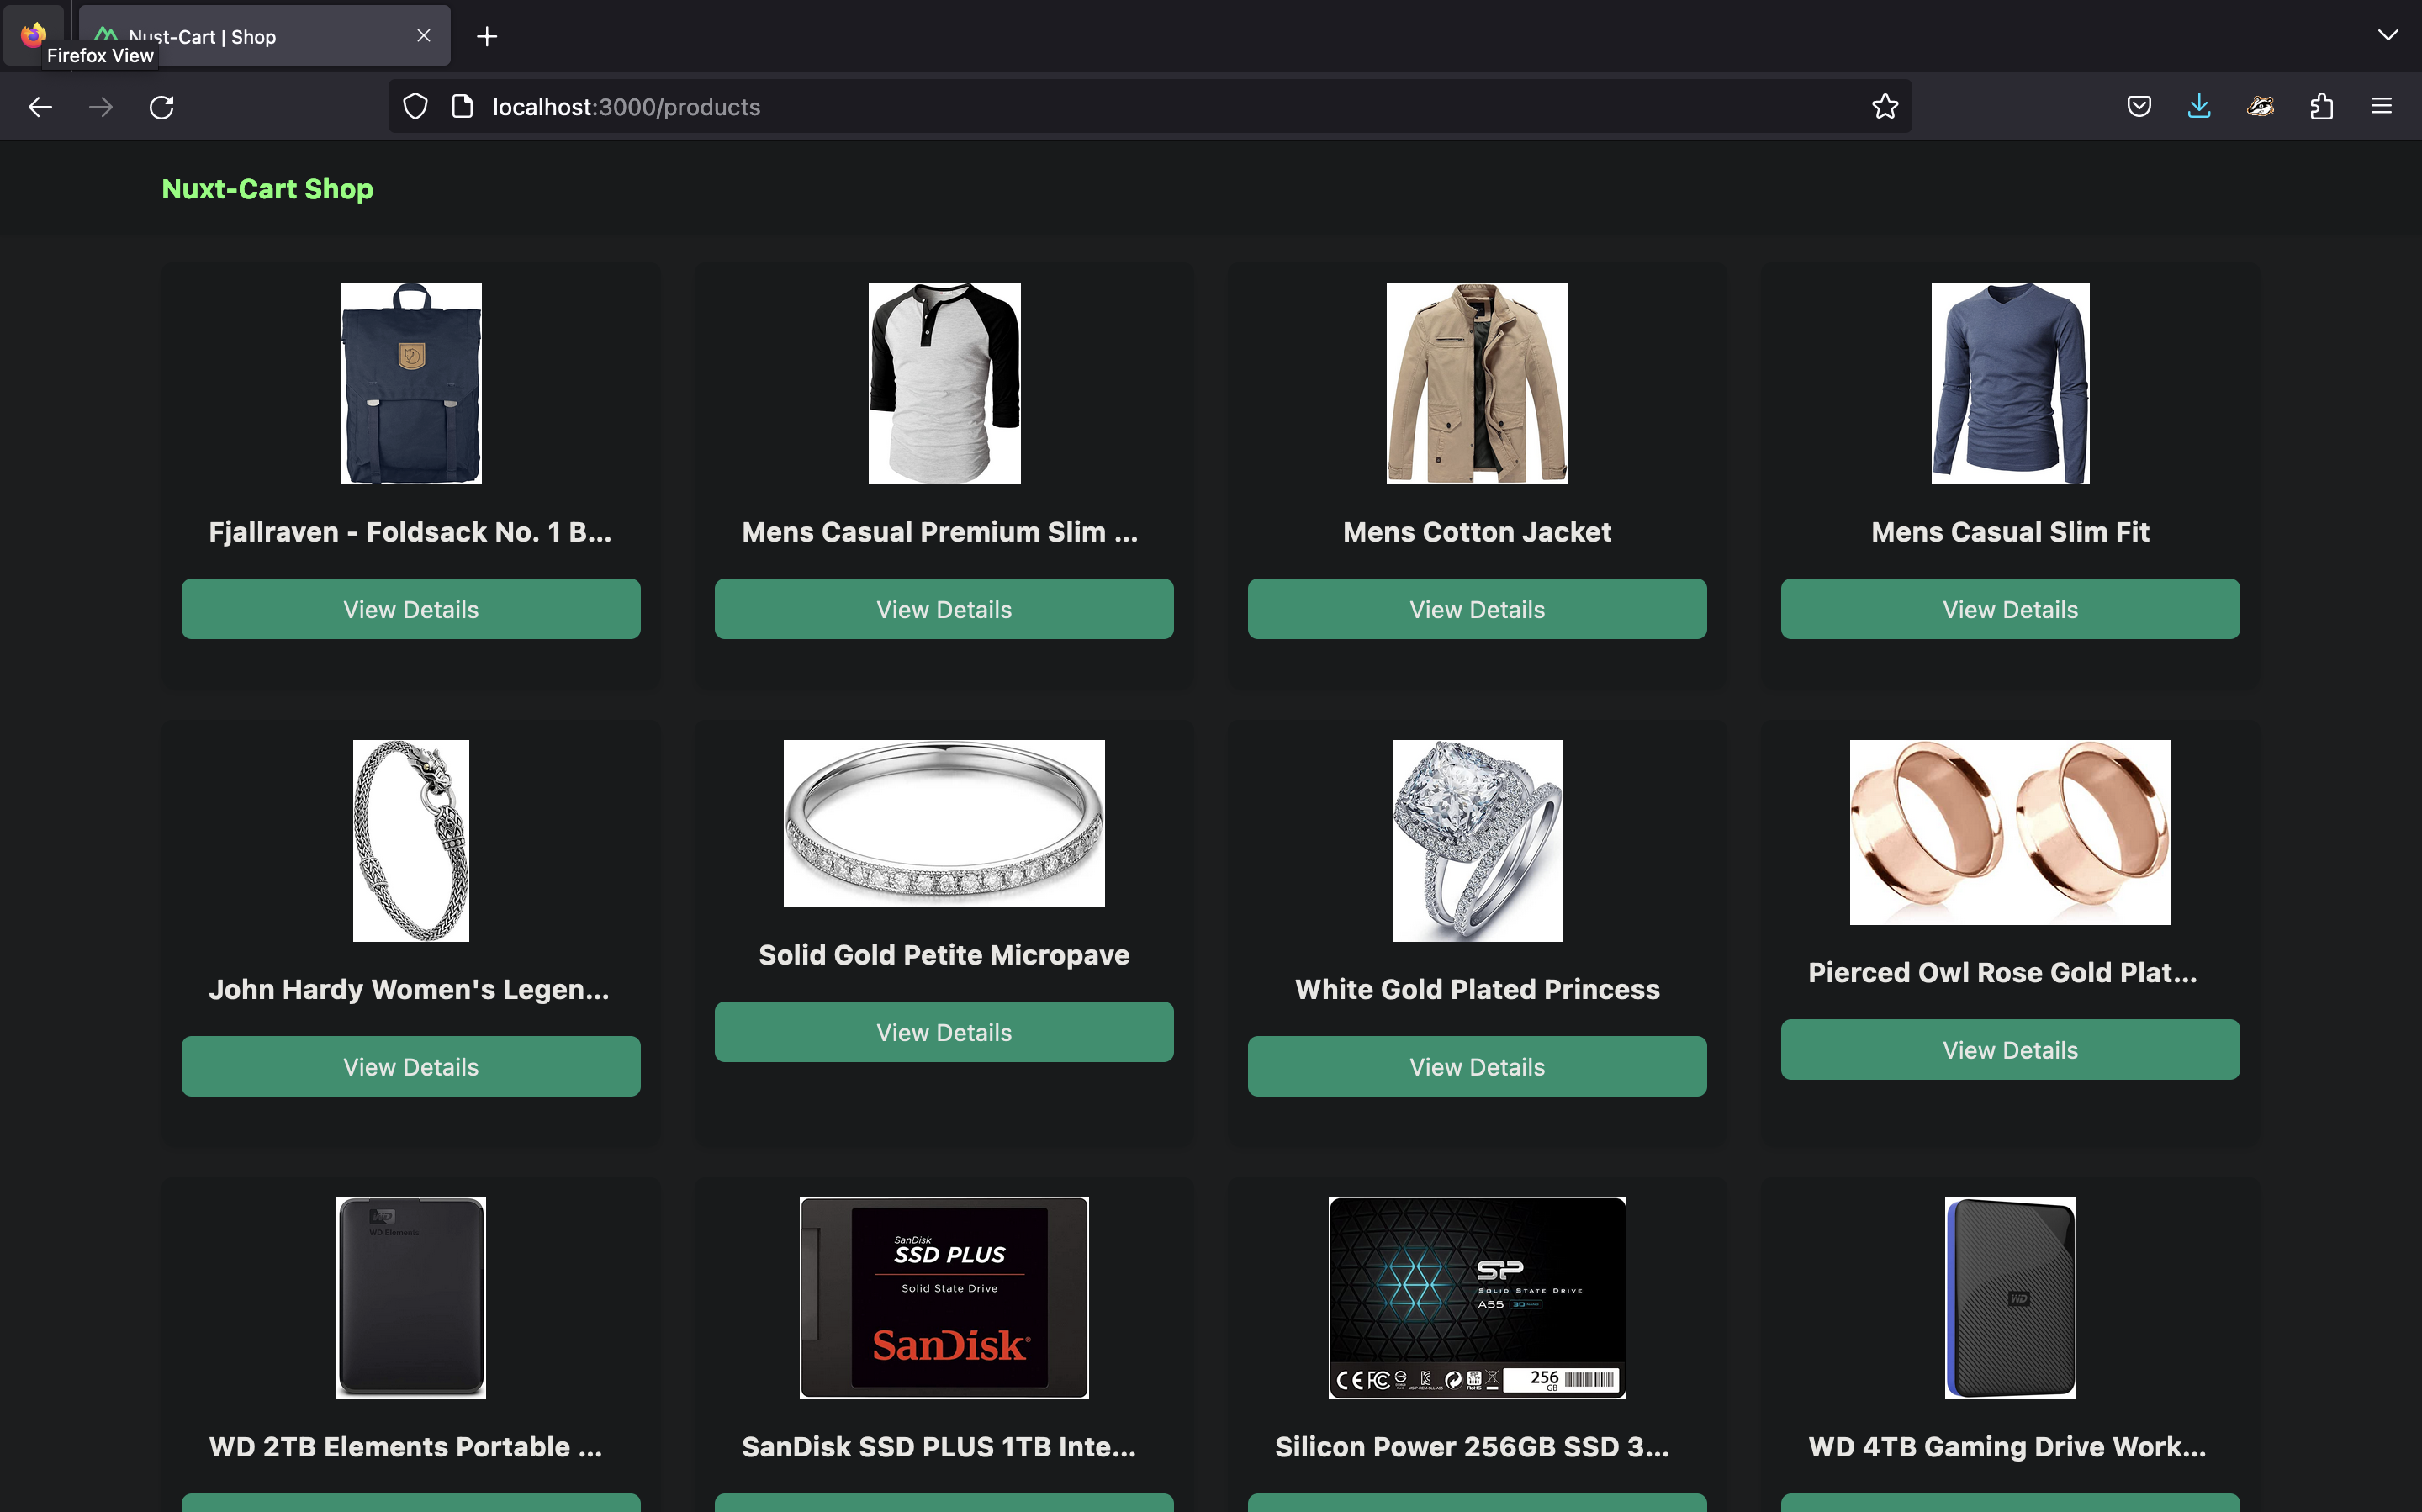 Nust-Cart | Shop
Firefox View
localhost:3000/products
Nuxt-Cart Shop
Fjallraven - Foldsack No. 1 B...
Mens Casual Premium Slim ...
Mens Cotton Jacket
Mens Casual Slim Fit
View Details
View Details
View Details
View Details
John Hardy Women's Legen...
Solid Gold Petite Micropave
White Gold Plated Princess
Pierced Owl Rose Gold Plat...
View Details
View Details
View Details
View Details
WD
WD Elements
SanDisk
SSD PLUS
Solid State Drive
SanDisk
SP
SOLID STATE DRIVE
A55
256
GB
WD
WD 2TB Elements Portable ...
SanDisk SSD PLUS 1TB Inte...
Silicon Power 256GB SSD 3...
WD 4TB Gaming Drive Work...